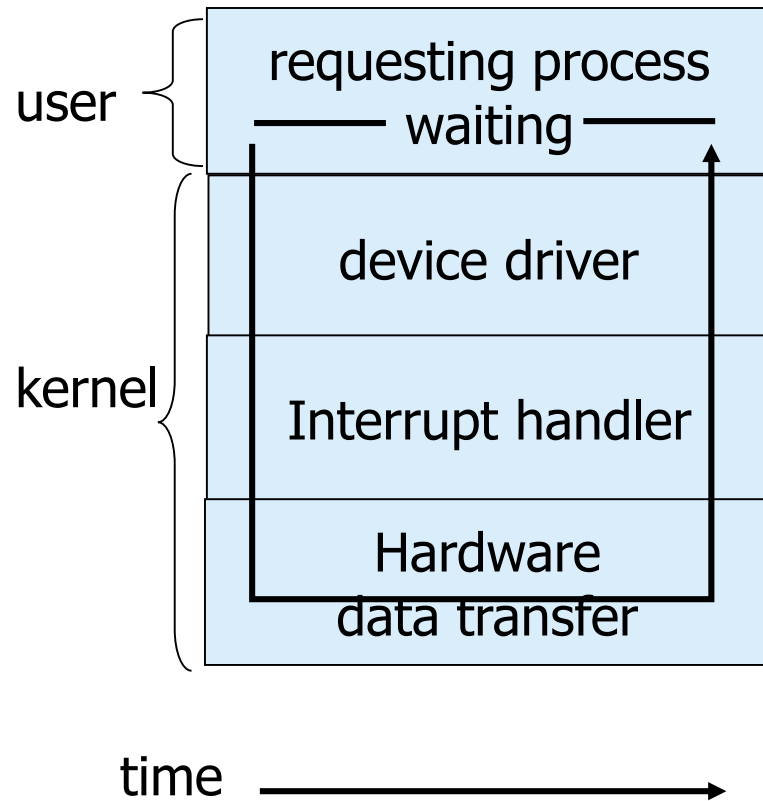 user
requesting process
waiting
kernel
device driver
Interrupt handler
Hardware
data transfer
time